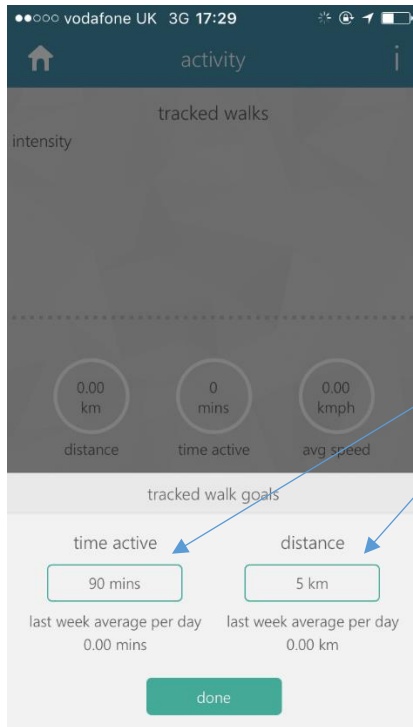 vodafone UK 3G 17:29
activity i
tracked walks
intensity
0.00 0 0.00
km mins kmph
distance time active avg speed
tracked walk goals
time active distance
90 mins 5 km
last week average per day last week average per day
0.00 mins 0.00 km
done